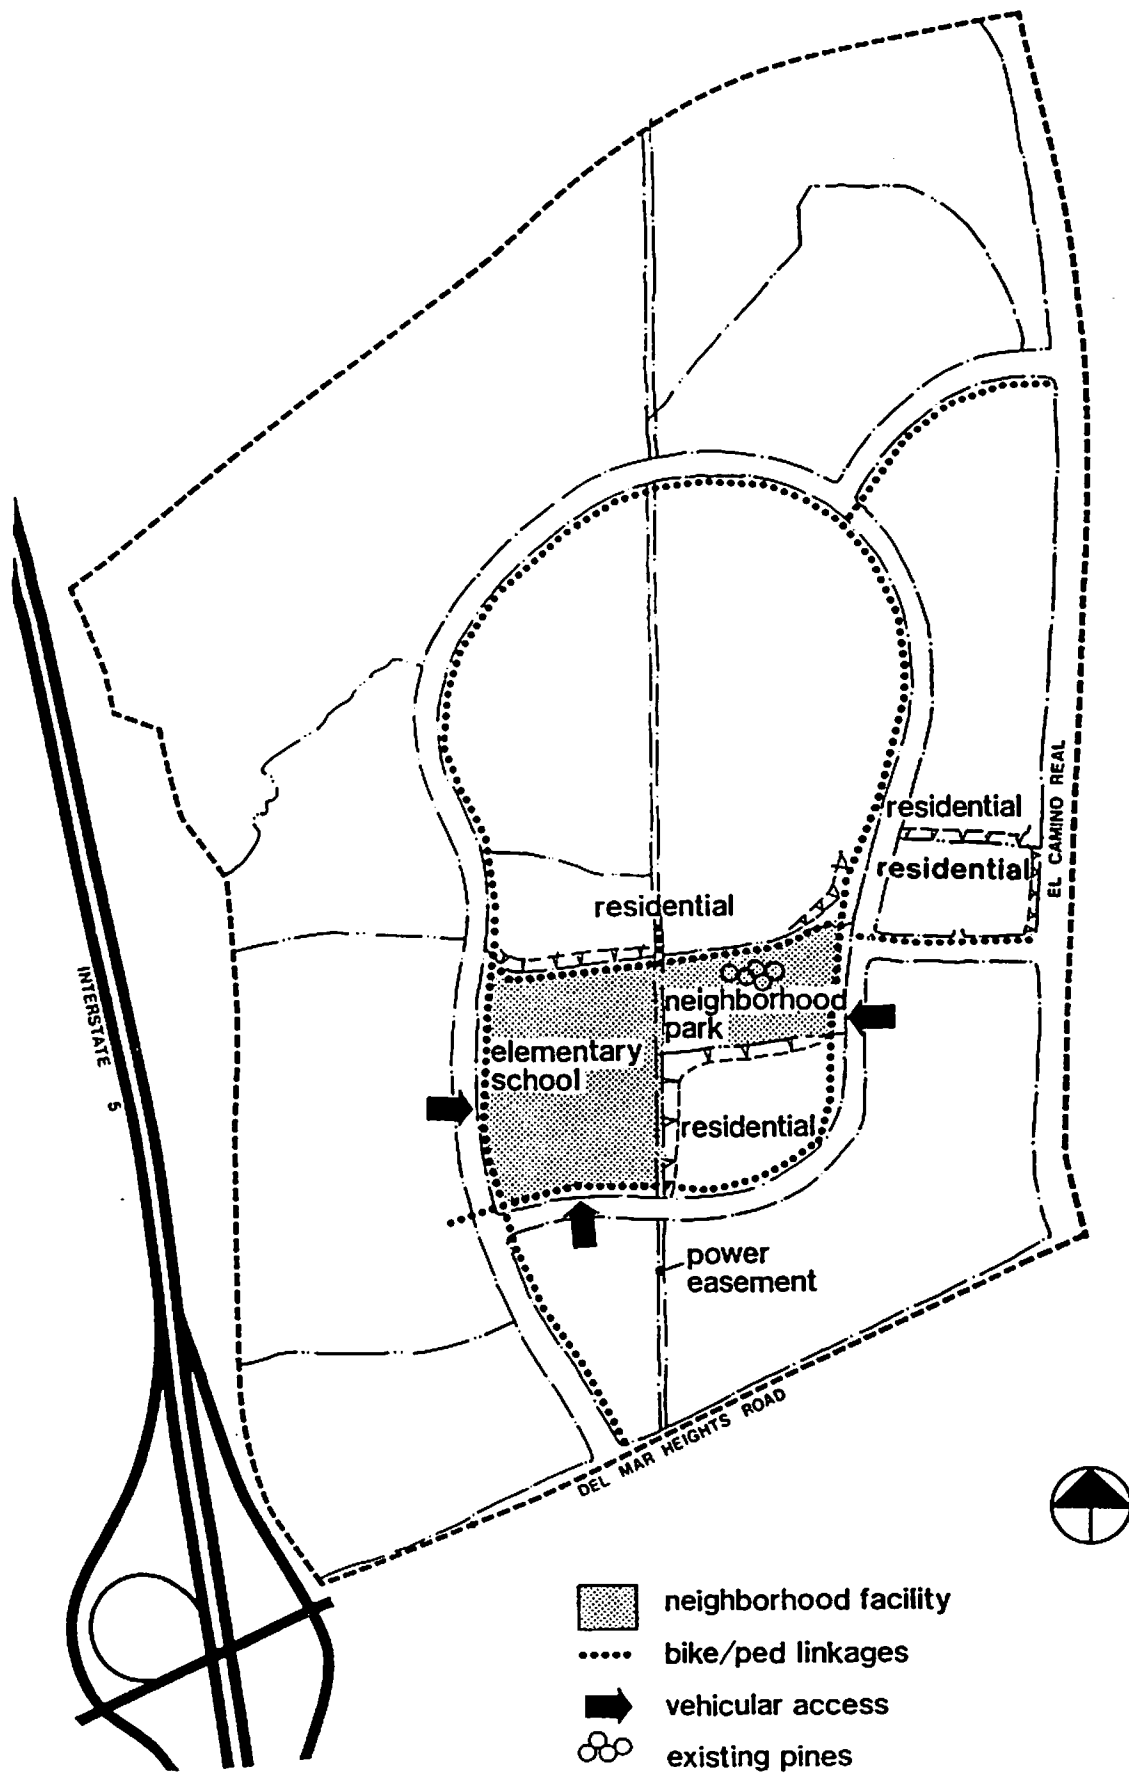 residential
EL CAMINO REAL
residential
residential
INTERSTATE 5
neighborhood
park
elementary
school
residential
power
easement
DEL MAR HEIGHTS ROAD
neighborhood facility
bike/ped linkages
vehicular access
existing pines